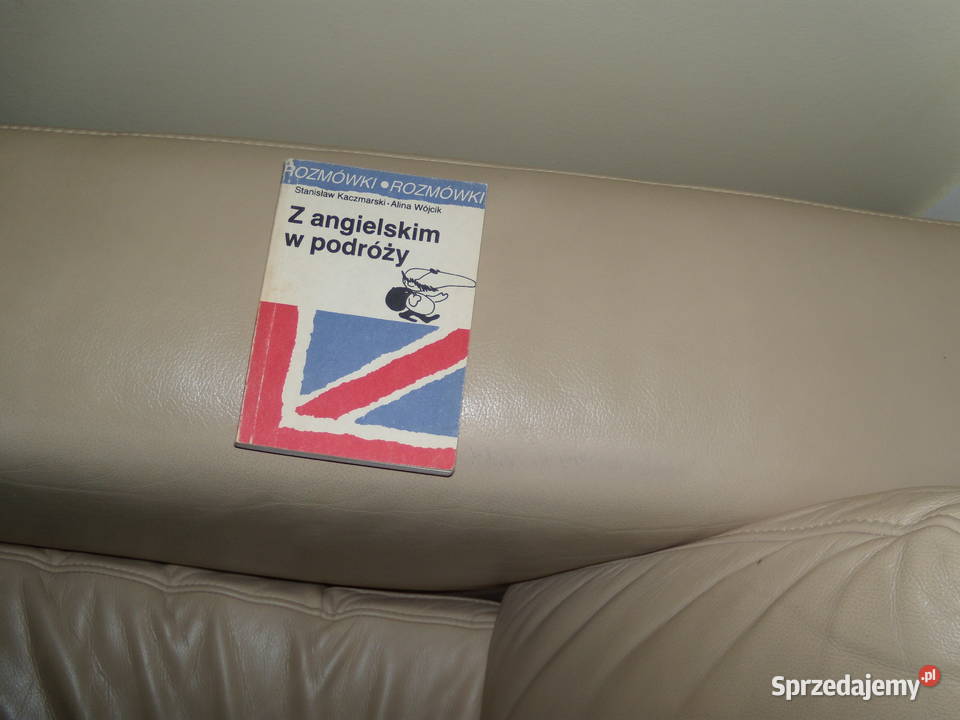 ROZMÓWKI • ROZMÓWKI
Stanisław Kaczmarski • Alina Wójcik
Z angielskim
w podróży
Sprzedajemy.pl